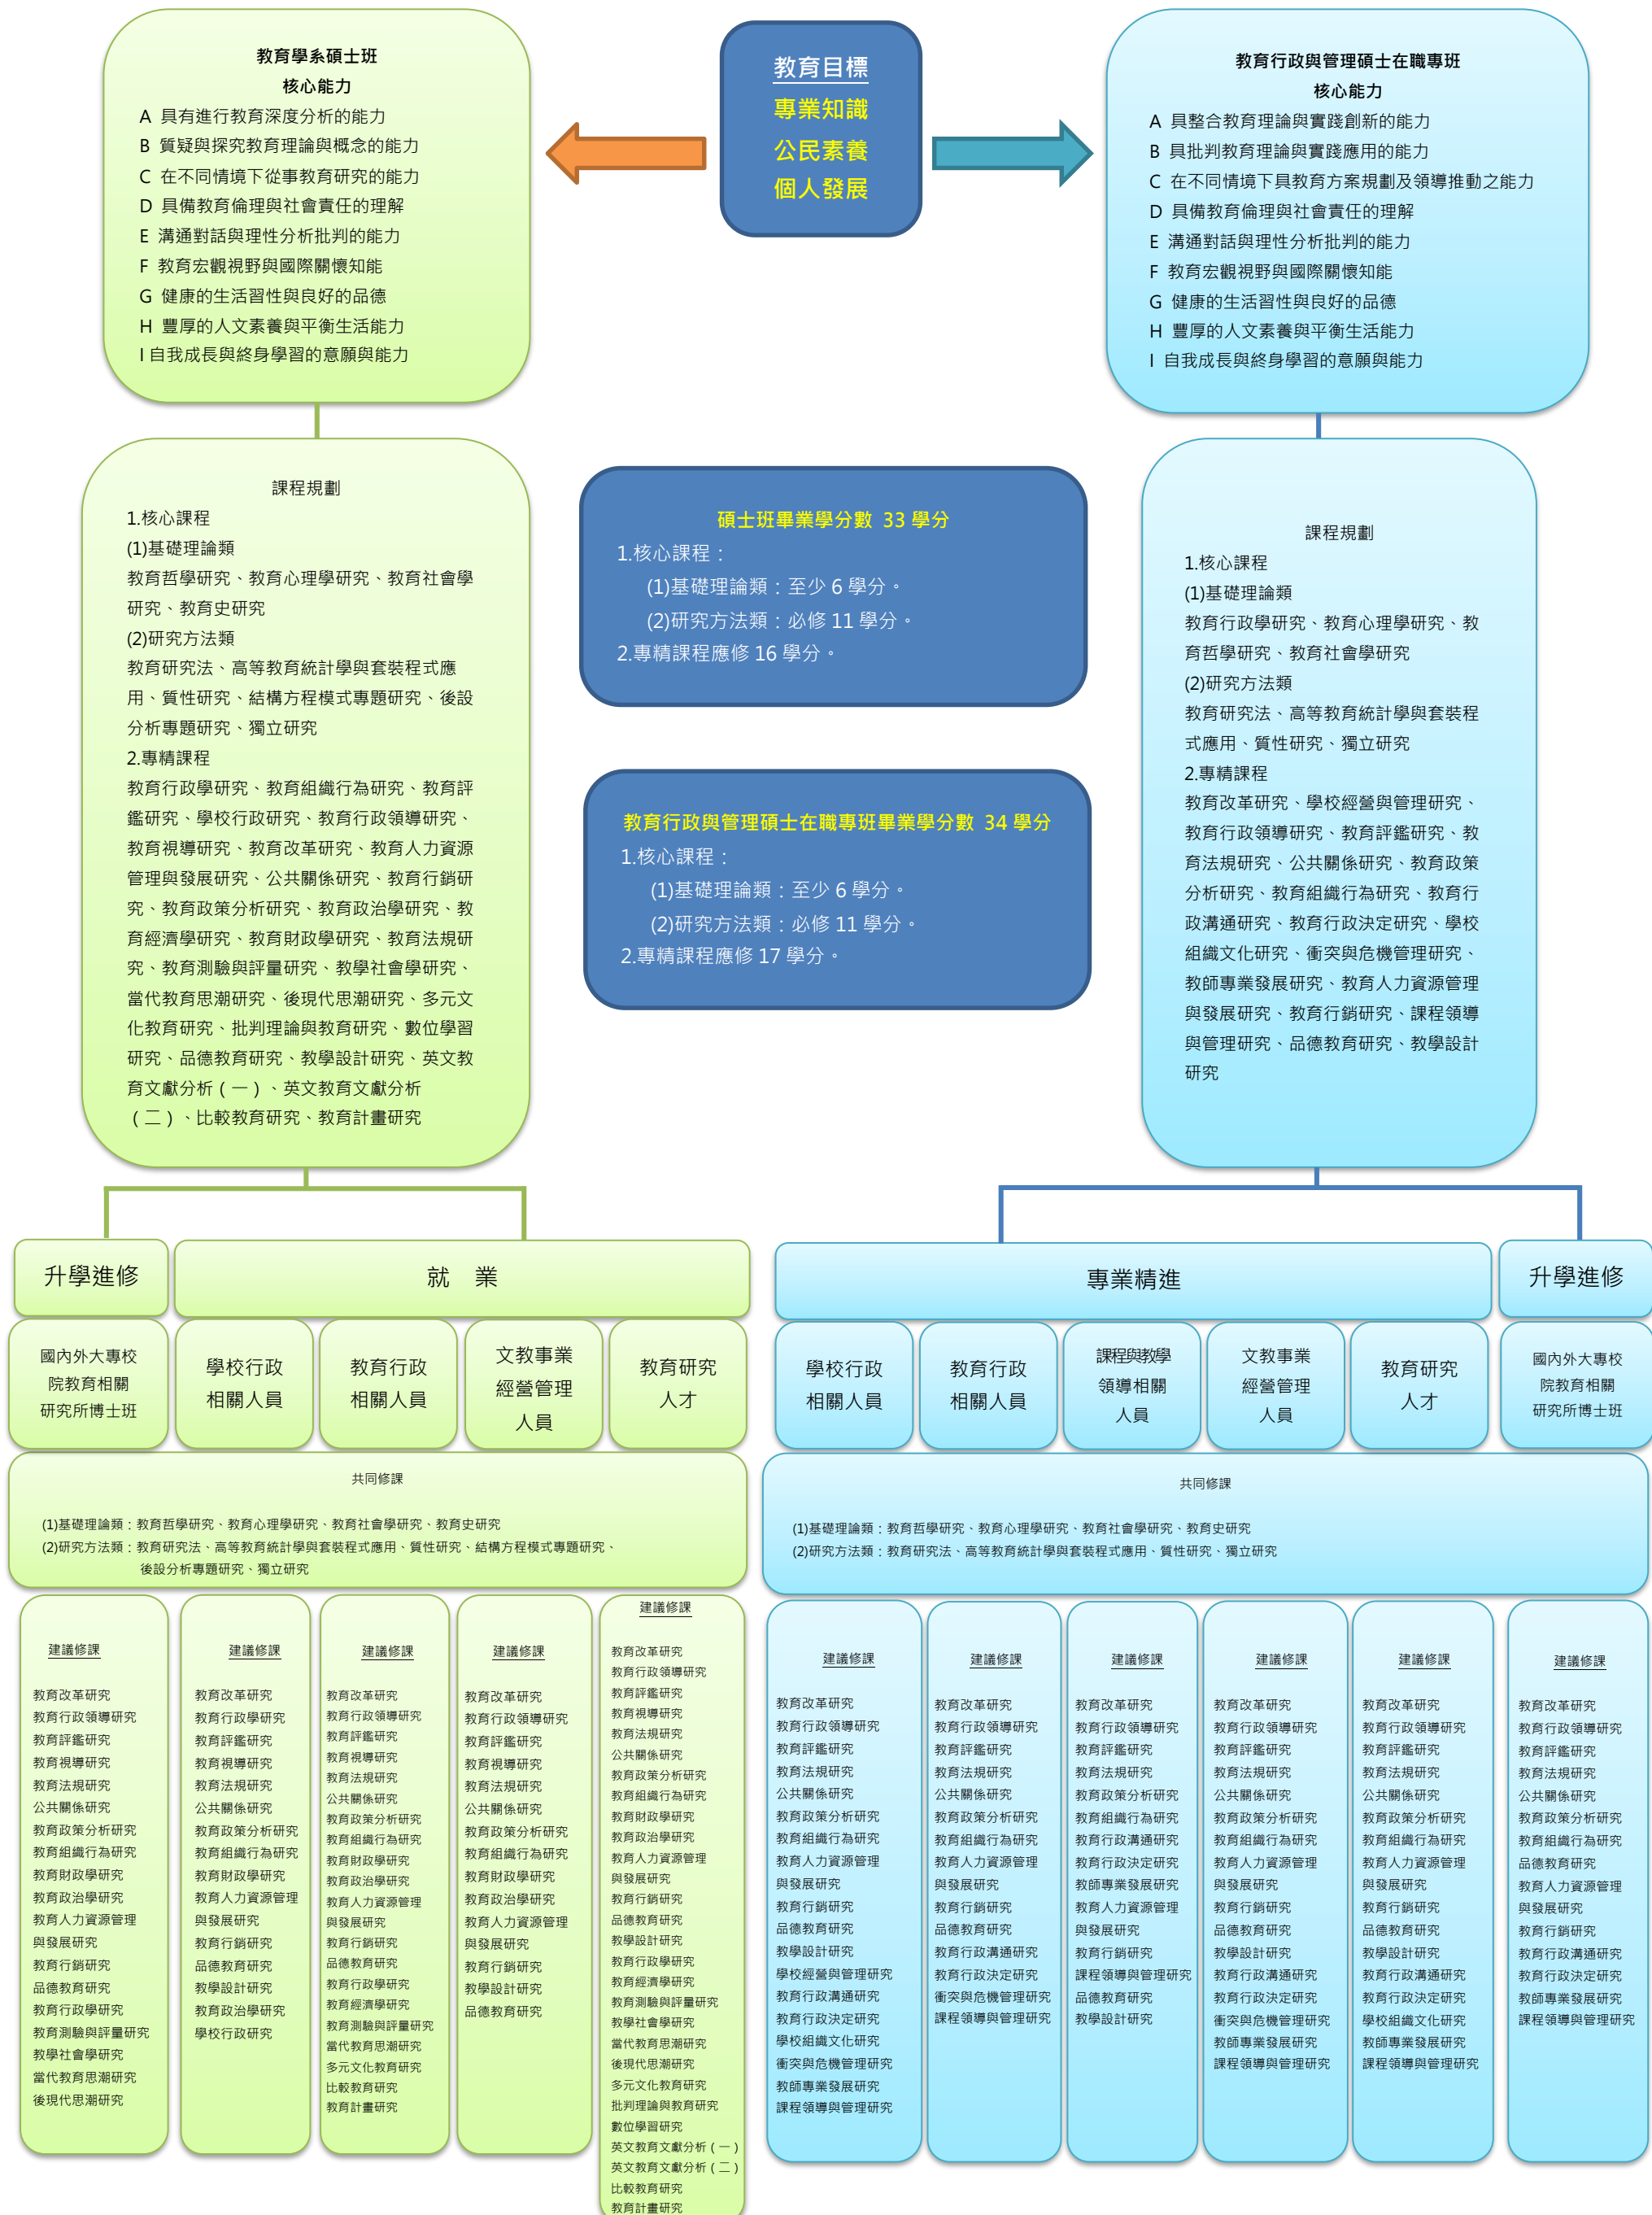 教育學系碩士班
核心能力
A 具有進行教育深度分析的能力
B 質疑與探究教育理論與概念的能力
C 在不同情境下從事教育研究的能力
D 具備教育倫理與社會責任的理解
E 溝通對話與理性分析批判的能力
F 教育宏觀視野與國際關懷知能
G 健康的生活習性與良好的品德
H 豐厚的人文素養與平衡生活能力
I 自我成長與終身學習的意願與能力
教育目標
專業知識
公民素養
個人發展
教育行政與管理碩士在職專班
核心能力
A 具整合教育理論與實踐創新的能力
B 具批判教育理論與實踐應用的能力
C 在不同情境下具教育方案規劃及領導推動之能力
D 具備教育倫理與社會責任的理解
E 溝通對話與理性分析批判的能力
F 教育宏觀視野與國際關懷知能
G 健康的生活習性與良好的品德
H 豐厚的人文素養與平衡生活能力
I 自我成長與終身學習的意願與能力
課程規劃
1.核心課程
(1)基礎理論類
教育哲學研究、教育心理學研究、教育社會學
研究、教育史研究
(2)研究方法類
教育研究法、高等教育統計學與套裝程式應
用、質性研究、結構方程模式專題研究、後設
分析專題研究、獨立研究
2.專精課程
教育行政學研究、教育組織行為研究、教育評
鑑研究、學校行政研究、教育行政領導研究、
教育視導研究、教育改革研究、教育人力資源
管理與發展研究、公共關係研究、教育行銷研
究、教育政策分析研究、教育政治學研究、教
育經濟學研究、教育財政學研究、教育法規研
究、教育測驗與評量研究、教學社會學研究、
當代教育思潮研究、後現代思潮研究、多元文
化教育研究、批判理論與教育研究、數位學習
研究、品德教育研究、教學設計研究、英文教
育文獻分析（一）、英文教育文獻分析
（二）、比較教育研究、教育計畫研究
碩士班畢業學分數 33 學分
1.核心課程：
(1)基礎理論類：至少 6 學分。
(2)研究方法類：必修 11 學分。
2.專精課程應修 16 學分。
教育行政與管理碩士在職專班畢業學分數 34 學分
1.核心課程：
(1)基礎理論類：至少 6 學分。
(2)研究方法類：必修 11 學分。
2.專精課程應修 17 學分。
課程規劃
1.核心課程
(1)基礎理論類
教育行政學研究、教育心理學研究、教
育哲學研究、教育社會學研究
(2)研究方法類
教育研究法、高等教育統計學與套裝程
式應用、質性研究、獨立研究
2.專精課程
教育改革研究、學校經營與管理研究、
教育行政領導研究、教育評鑑研究、教
育法規研究、公共關係研究、教育政策
分析研究、教育組織行為研究、教育行
政溝通研究、教育行政決定研究、學校
組織文化研究、衝突與危機管理研究、
教師專業發展研究、教育人力資源管理
與發展研究、教育行銷研究、課程領導
與管理研究、品德教育研究、教學設計
研究
升學進修
就 業
國內外大專校
院教育相關
研究所博士班
學校行政
相關人員
教育行政
相關人員
文教事業
經營管理
人員
教育研究
人才
共同修課
(1)基礎理論類：教育哲學研究、教育心理學研究、教育社會學研究、教育史研究
(2)研究方法類：教育研究法、高等教育統計學與套裝程式應用、質性研究、結構方程模式專題研究、
後設分析專題研究、獨立研究
建議修課
教育改革研究
教育行政領導研究
教育評鑑研究
教育視導研究
教育法規研究
公共關係研究
教育政策分析研究
教育組織行為研究
教育財政學研究
教育政治學研究
教育人力資源管理
與發展研究
教育行銷研究
品德教育研究
教育行政學研究
教育測驗與評量研究
教學社會學研究
當代教育思潮研究
後現代思潮研究
建議修課
教育改革研究
教育行政學研究
教育評鑑研究
教育視導研究
教育法規研究
公共關係研究
教育政策分析研究
教育組織行為研究
教育財政學研究
教育人力資源管理
與發展研究
教育行銷研究
品德教育研究
教學設計研究
教育政治學研究
學校行政研究
建議修課
教育改革研究
教育行政領導研究
教育評鑑研究
教育視導研究
教育法規研究
公共關係研究
教育政策分析研究
教育組織行為研究
教育財政學研究
教育政治學研究
教育人力資源管理
與發展研究
教育行銷研究
品德教育研究
教育行政學研究
教育經濟學研究
教育測驗與評量研究
當代教育思潮研究
多元文化教育研究
比較教育研究
教育計畫研究
建議修課
教育改革研究
教育行政領導研究
教育評鑑研究
教育視導研究
教育法規研究
公共關係研究
教育政策分析研究
教育組織行為研究
教育財政學研究
教育政治學研究
教育人力資源管理
與發展研究
教育行銷研究
教學設計研究
品德教育研究
建議修課
教育改革研究
教育行政領導研究
教育評鑑研究
教育視導研究
教育法規研究
公共關係研究
教育政策分析研究
教育組織行為研究
教育財政學研究
教育政治學研究
教育人力資源管理
與發展研究
教育行銷研究
品德教育研究
教學設計研究
教育行政學研究
教育經濟學研究
教育測驗與評量研究
教學社會學研究
當代教育思潮研究
後現代思潮研究
多元文化教育研究
批判理論與教育研究
數位學習研究
英文教育文獻分析（一）
英文教育文獻分析（二）
比較教育研究
教育計畫研究
專業精進
升學進修
學校行政
相關人員
教育行政
相關人員
課程與教學
領導相關
人員
文教事業
經營管理
人員
教育研究
人才
國內外大專校
院教育相關
研究所博士班
共同修課
(1)基礎理論類：教育哲學研究、教育心理學研究、教育社會學研究、教育史研究
(2)研究方法類：教育研究法、高等教育統計學與套裝程式應用、質性研究、獨立研究
建議修課
教育改革研究
教育行政領導研究
教育評鑑研究
教育法規研究
公共關係研究
教育政策分析研究
教育組織行為研究
教育人力資源管理
與發展研究
教育行銷研究
品德教育研究
教學設計研究
學校經營與管理研究
教育行政溝通研究
教育行政決定研究
學校組織文化研究
衝突與危機管理研究
教師專業發展研究
課程領導與管理研究
建議修課
教育改革研究
教育行政領導研究
教育評鑑研究
教育法規研究
公共關係研究
教育政策分析研究
教育組織行為研究
教育人力資源管理
與發展研究
教育行銷研究
品德教育研究
教育行政溝通研究
教育行政決定研究
衝突與危機管理研究
課程領導與管理研究
建議修課
教育改革研究
教育行政領導研究
教育評鑑研究
教育法規研究
教育政策分析研究
教育組織行為研究
教育行政溝通研究
教育行政決定研究
教師專業發展研究
教育人力資源管理
與發展研究
教育行銷研究
課程領導與管理研究
品德教育研究
教學設計研究
建議修課
教育改革研究
教育行政領導研究
教育評鑑研究
教育法規研究
公共關係研究
教育政策分析研究
教育組織行為研究
教育人力資源管理
與發展研究
教育行銷研究
品德教育研究
教學設計研究
教育行政溝通研究
教育行政決定研究
衝突與危機管理研究
教師專業發展研究
課程領導與管理研究
建議修課
教育改革研究
教育行政領導研究
教育評鑑研究
教育法規研究
公共關係研究
教育政策分析研究
教育組織行為研究
教育人力資源管理
與發展研究
教育行銷研究
品德教育研究
教學設計研究
教育行政溝通研究
教育行政決定研究
學校組織文化研究
教師專業發展研究
課程領導與管理研究
建議修課
教育改革研究
教育行政領導研究
教育評鑑研究
教育法規研究
公共關係研究
教育政策分析研究
教育組織行為研究
品德教育研究
教育人力資源管理
與發展研究
教育行銷研究
教育行政溝通研究
教育行政決定研究
教師專業發展研究
課程領導與管理研究